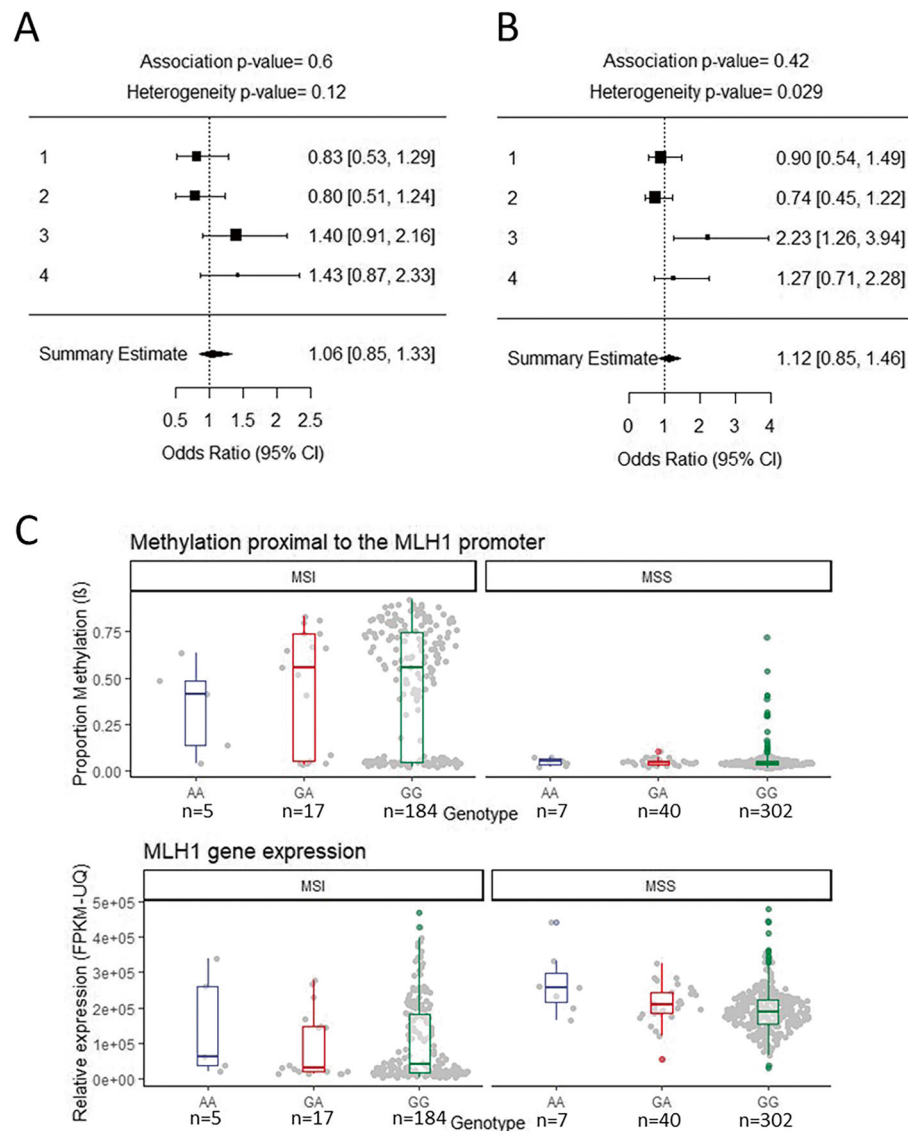 A
Association p-value= 0.6
Heterogeneity p-value= 0.12
1 0.83 [0.53, 1.29]
2 0.80 [0.51, 1.24]
3 1.40 [0.91, 2.16]
4 1.43 [0.87, 2.33]
Summary Estimate 1.06 [0.85, 1.33]
0.5 1 1.5 2 2.5
Odds Ratio (95% CI)
B
Association p-value= 0.42
Heterogeneity p-value= 0.029
1 0.90 [0.54, 1.49]
2 0.74 [0.45, 1.22]
3 2.23 [1.26, 3.94]
4 1.27 [0.71, 2.28]
Summary Estimate 1.12 [0.85, 1.46]
0 1 2 3 4
Odds Ratio (95% CI)
C
Methylation proximal to the MLH1 promoter
MSI MSS
Proportion Methylation (ß)
0.75
0.50
0.25
0.00
AA GA GG AA GA GG
n=5 n=17 n=184 Genotype n=7 n=40 n=302
MLH1 gene expression
MSI MSS
Relative expression (FPKM-UQ)
5e+05
4e+05
3e+05
2e+05
1e+05
0e+00
AA GA GG AA GA GG
n=5 n=17 n=184 Genotype n=7 n=40 n=302